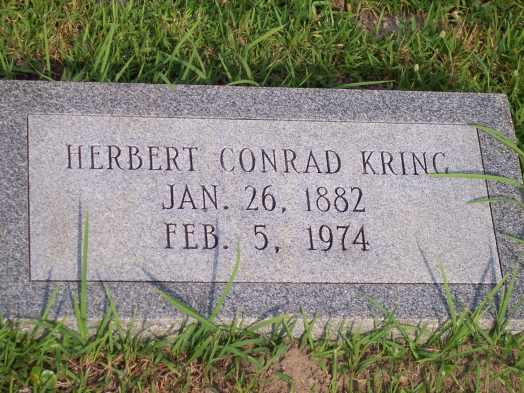 HERBERT CONRAD KRING
JAN. 26, 1882
FEB. 5, 1974